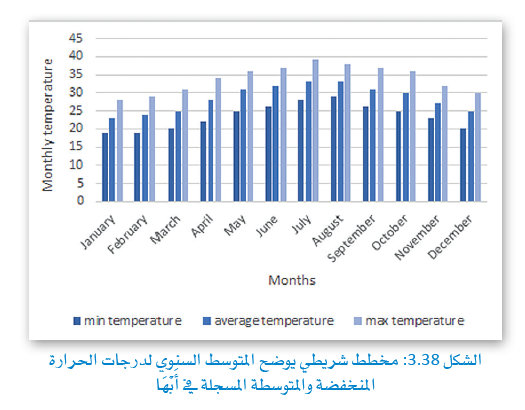 Monthly temperature
45
40
35
30
25
20
15
10
5
0
January
February
March
April
May
June
July
August
September
October
November
December
Months
min temperature
average temperature
max temperature
الشكل 3.38: مخطط شريطي يوضح المتوسط السنوي لدرجات الحرارة
المنخفضة والمتوسطة المسجلة في أَبْهَا